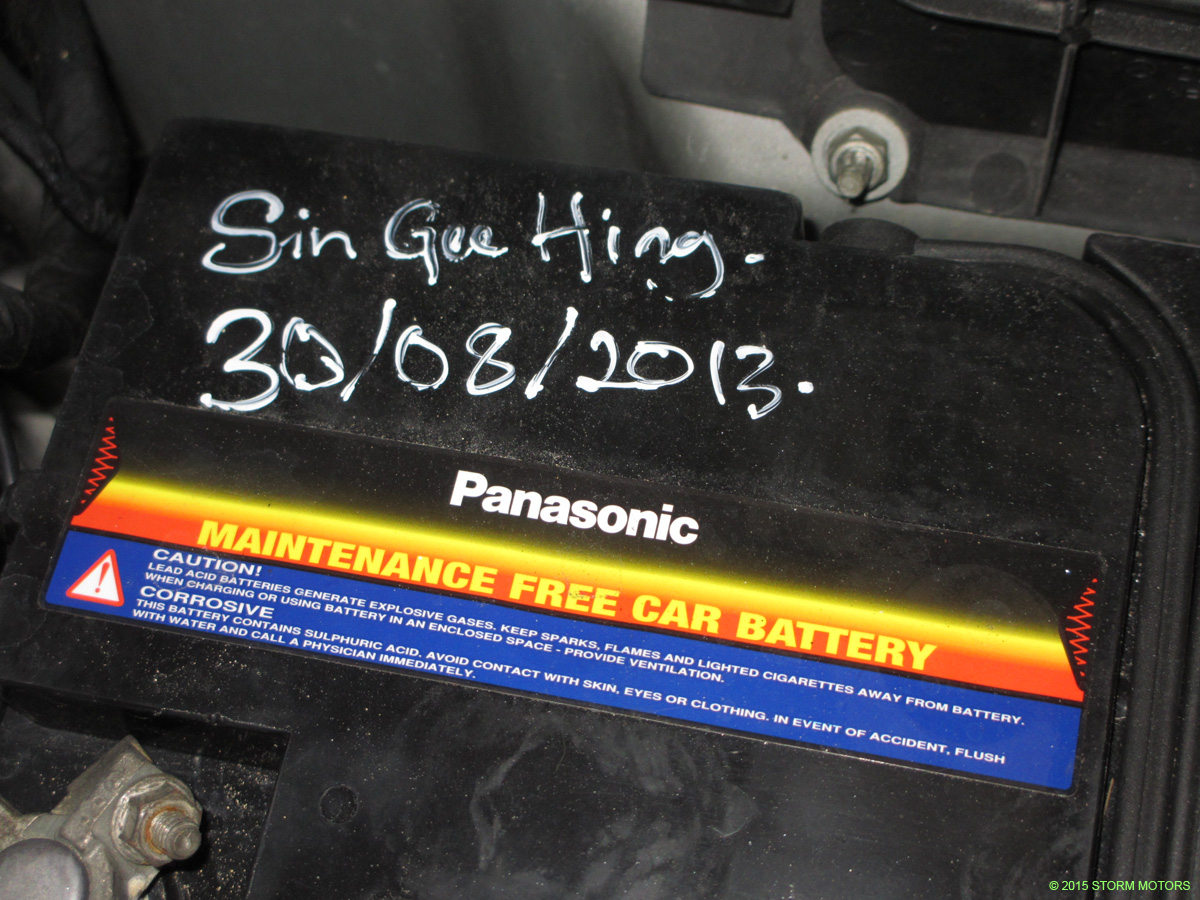 Sin Gee Hing.
30/08/2013.
Panasonic
MAINTENANCE FREE CAR BATTERY
CAUTION!
LEAD ACID BATTERIES GENERATE EXPLOSIVE GASES. KEEP SPARKS, FLAMES AND LIGHTED CIGARETTES AWAY FROM BATTERY.
WHEN CHARGING OR USING BATTERY IN AN ENCLOSED SPACE - PROVIDE VENTILATION.
CORROSIVE
THIS BATTERY CONTAINS SULPHURIC ACID. AVOID CONTACT WITH SKIN, EYES OR CLOTHING. IN EVENT OF ACCIDENT, FLUSH
WITH WATER AND CALL A PHYSICIAN IMMEDIATELY.
© 2015 STORM MOTORS